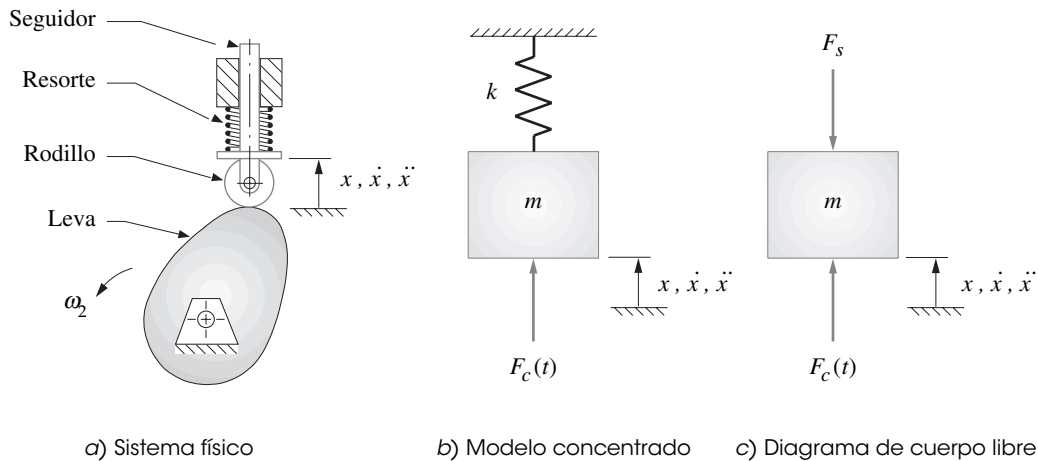 Seguidor
Resorte
Rodillo
Leva
ω2
x , ẋ , ẍ
a) Sistema físico
k
m
x , ẋ , ẍ
Fc(t)
b) Modelo concentrado
Fs
m
x , ẋ , ẍ
Fc(t)
c) Diagrama de cuerpo libre